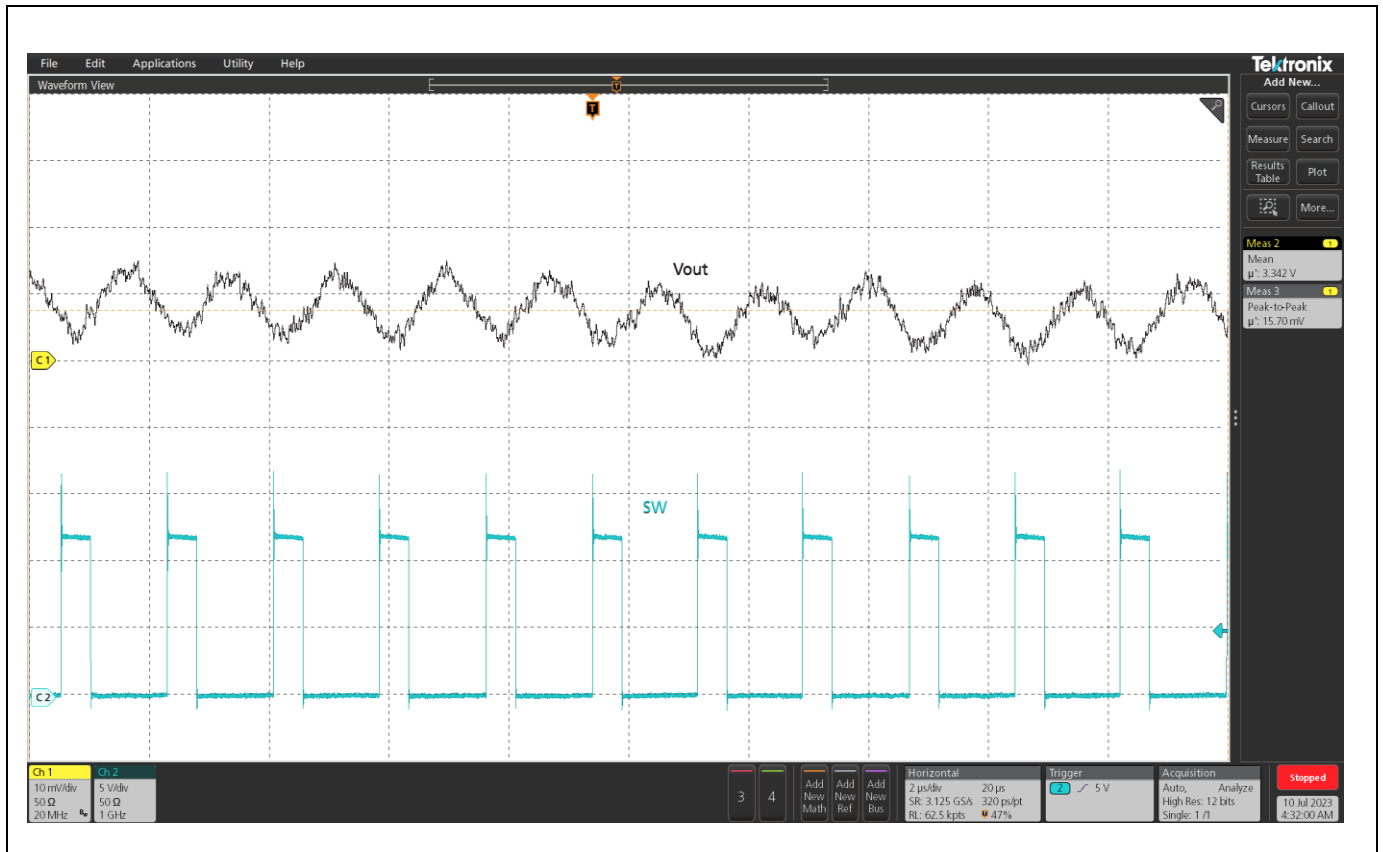 File Edit Applications Utility Help
Tektronix
Waveform View
Add New...
T
T
Cursors Callout
Measure Search
Results Table Plot
More...
Meas 2 1
Mean
µ': 3.342 V
Meas 3 1
Peak-to-Peak
µ': 15.70 mV
Vout
C1
SW
C2
Ch 1
10 mV/div
50 Ω
20 MHz
Ch 2
5 V/div
50 Ω
1 GHz
3
4
Add New Math
Add New Ref
Add New Bus
Horizontal
2 µs/div 20 µs
SR: 3.125 GS/s 320 ps/pt
RL: 62.5 kpts 47%
Trigger
2 5 V
Acquisition
Auto, Analyze
High Res: 12 bits
Single: 1 /1
Stopped
10 Jul 2023
4:32:00 AM